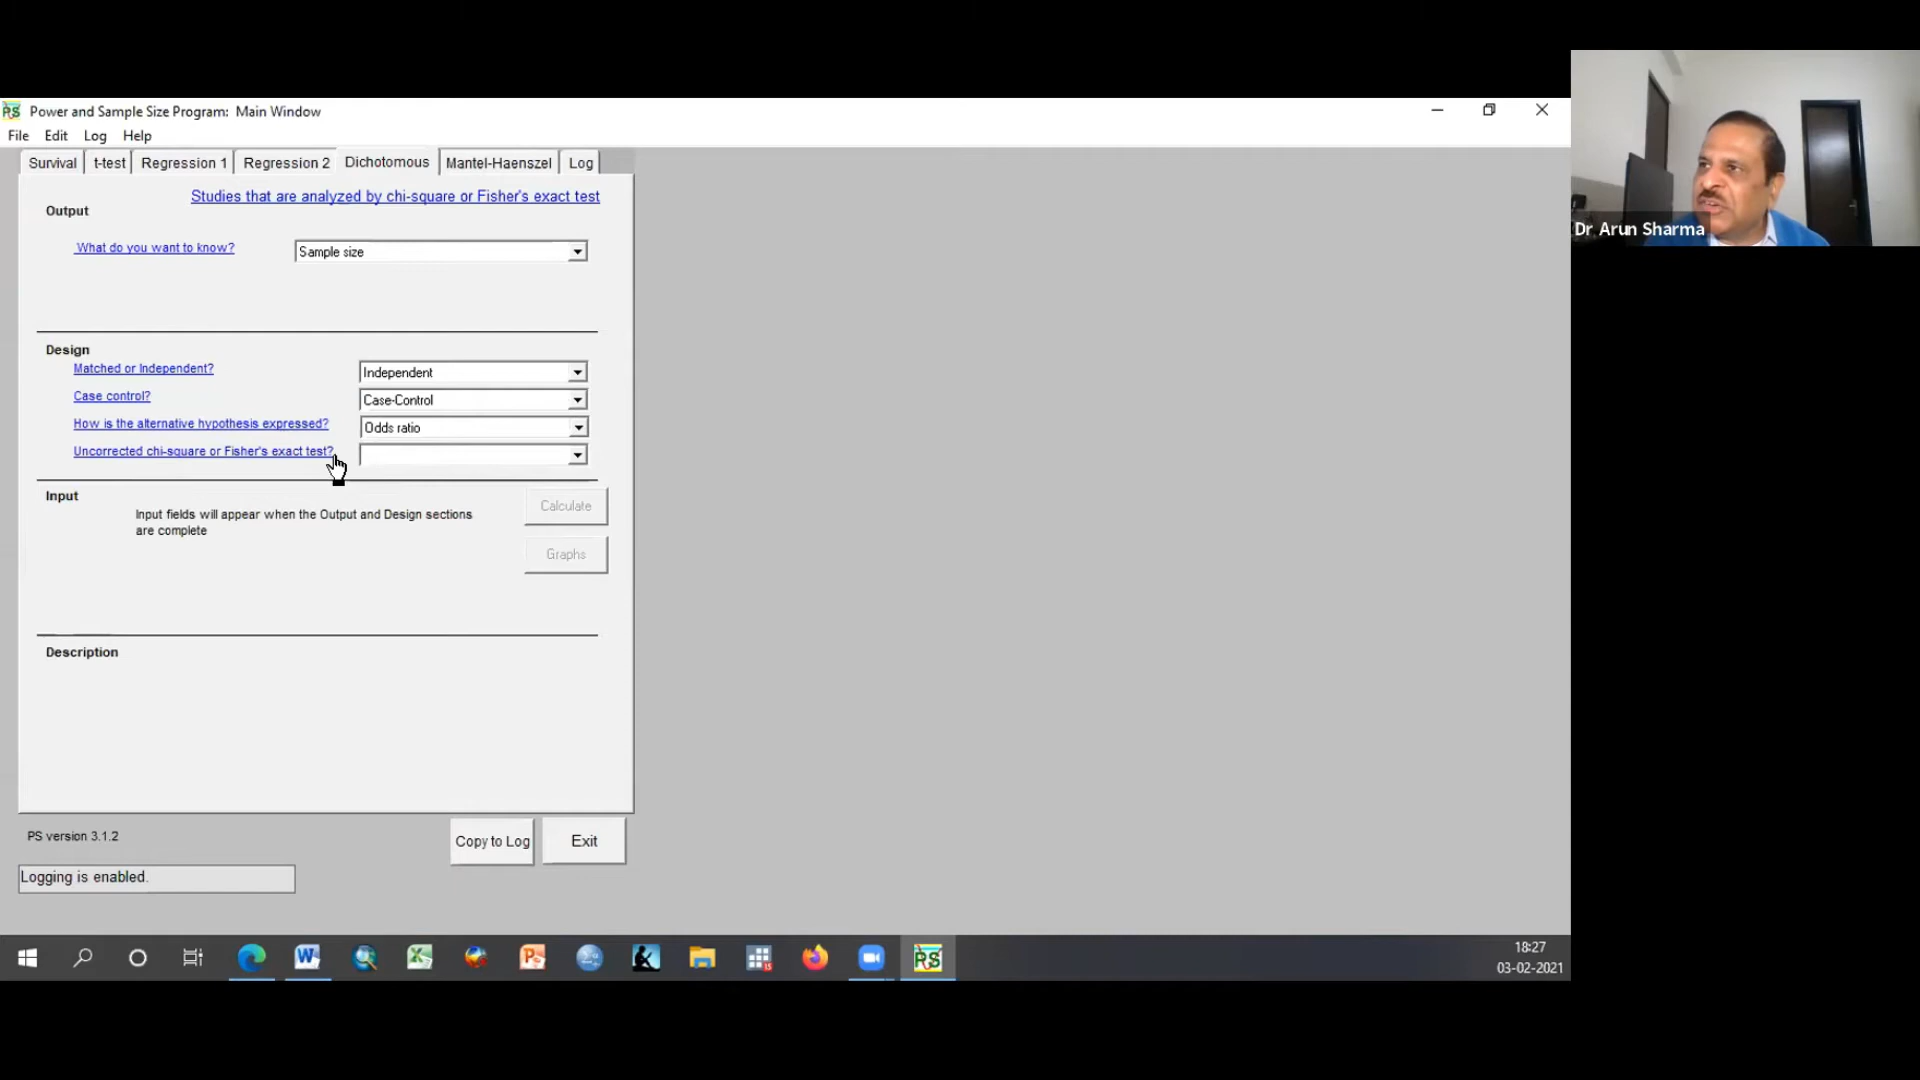 Power and Sample Size Program: Main Window
File Edit Log Help
Survival t-test Regression 1 Regression 2 Dichotomous Mantel-Haenszel Log
Studies that are analyzed by chi-square or Fisher's exact test
Output
What do you want to know? Sample size
Design
Matched or Independent? Independent
Case control? Case-Control
How is the alternative hypothesis expressed? Odds ratio
Uncorrected chi-square or Fisher's exact test?
Input
Input fields will appear when the Output and Design sections
are complete
Calculate
Graphs
Description
PS version 3.1.2
Copy to Log Exit
Logging is enabled.
18:27
03-02-2021
Dr Arun Sharma